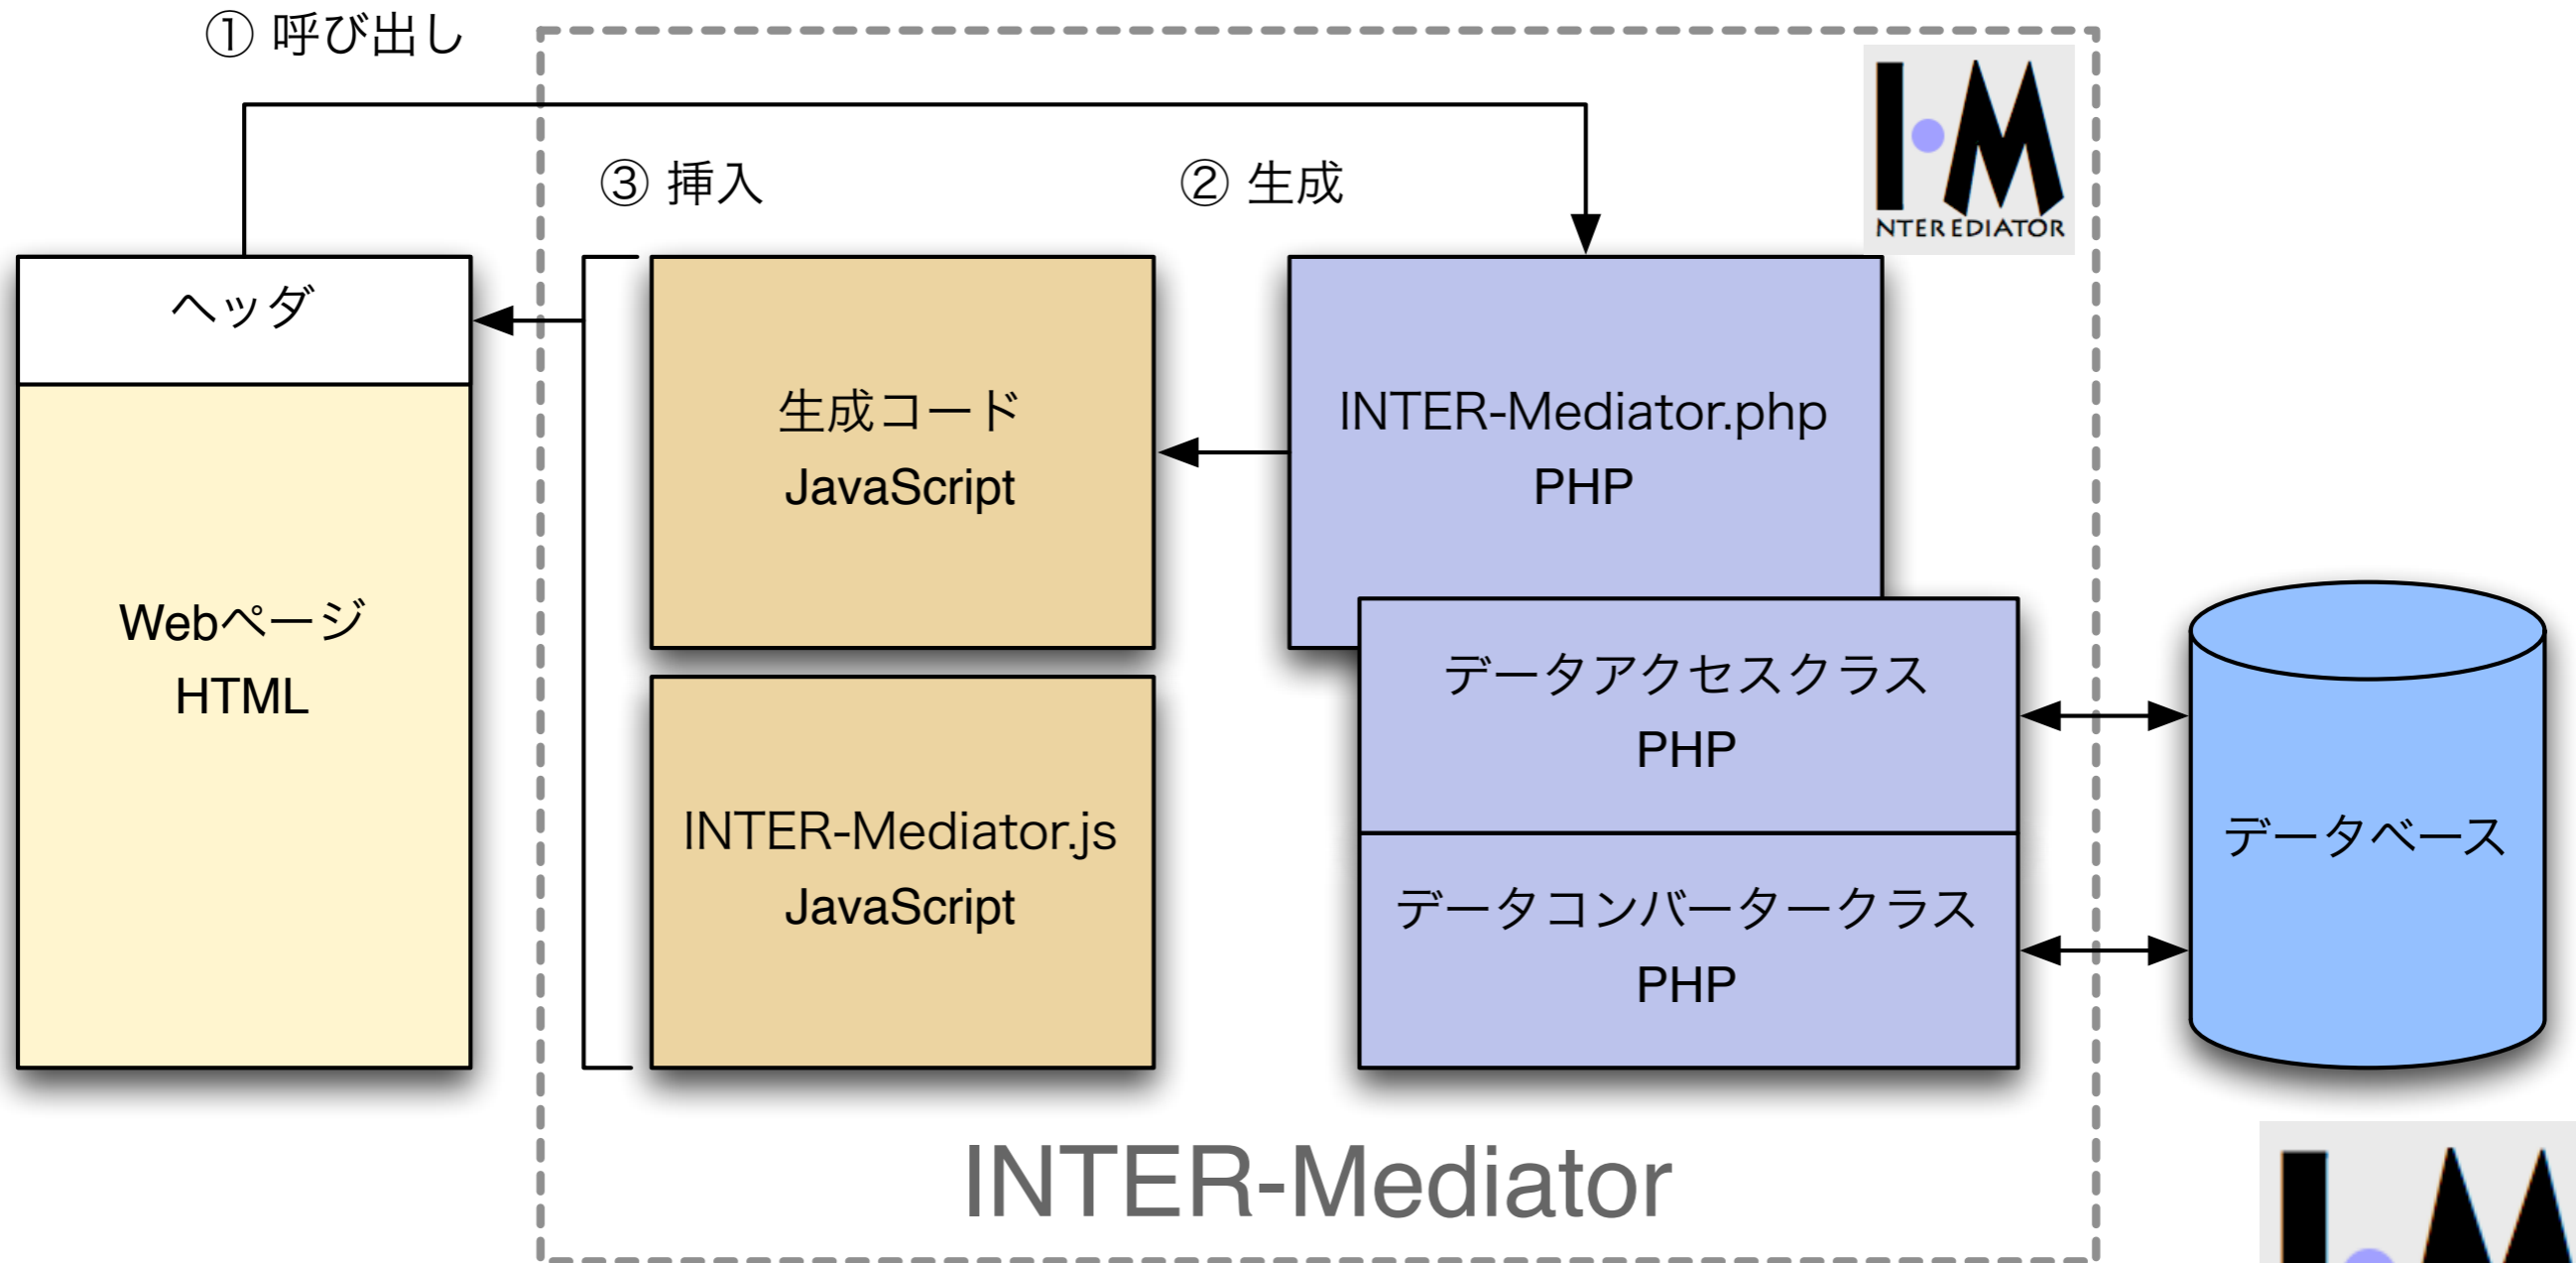 ① 呼び出し
③ 挿入
② 生成
I・M
NTER EDIATOR
ヘッダ
Webページ
HTML
生成コード
JavaScript
INTER-Mediator.js
JavaScript
INTER-Mediator.php
PHP
データアクセスクラス
PHP
データコンバータークラス
PHP
データベース
INTER-Mediator
I・M